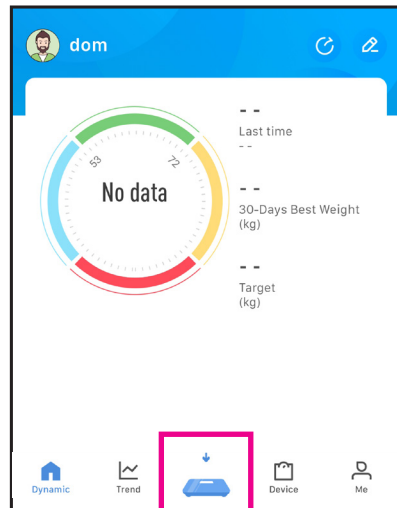 dom
- -
Last time
- -
53
72
No data
- -
30-Days Best Weight
(kg)
- -
Target
(kg)
Dynamic
Trend
Device
Me